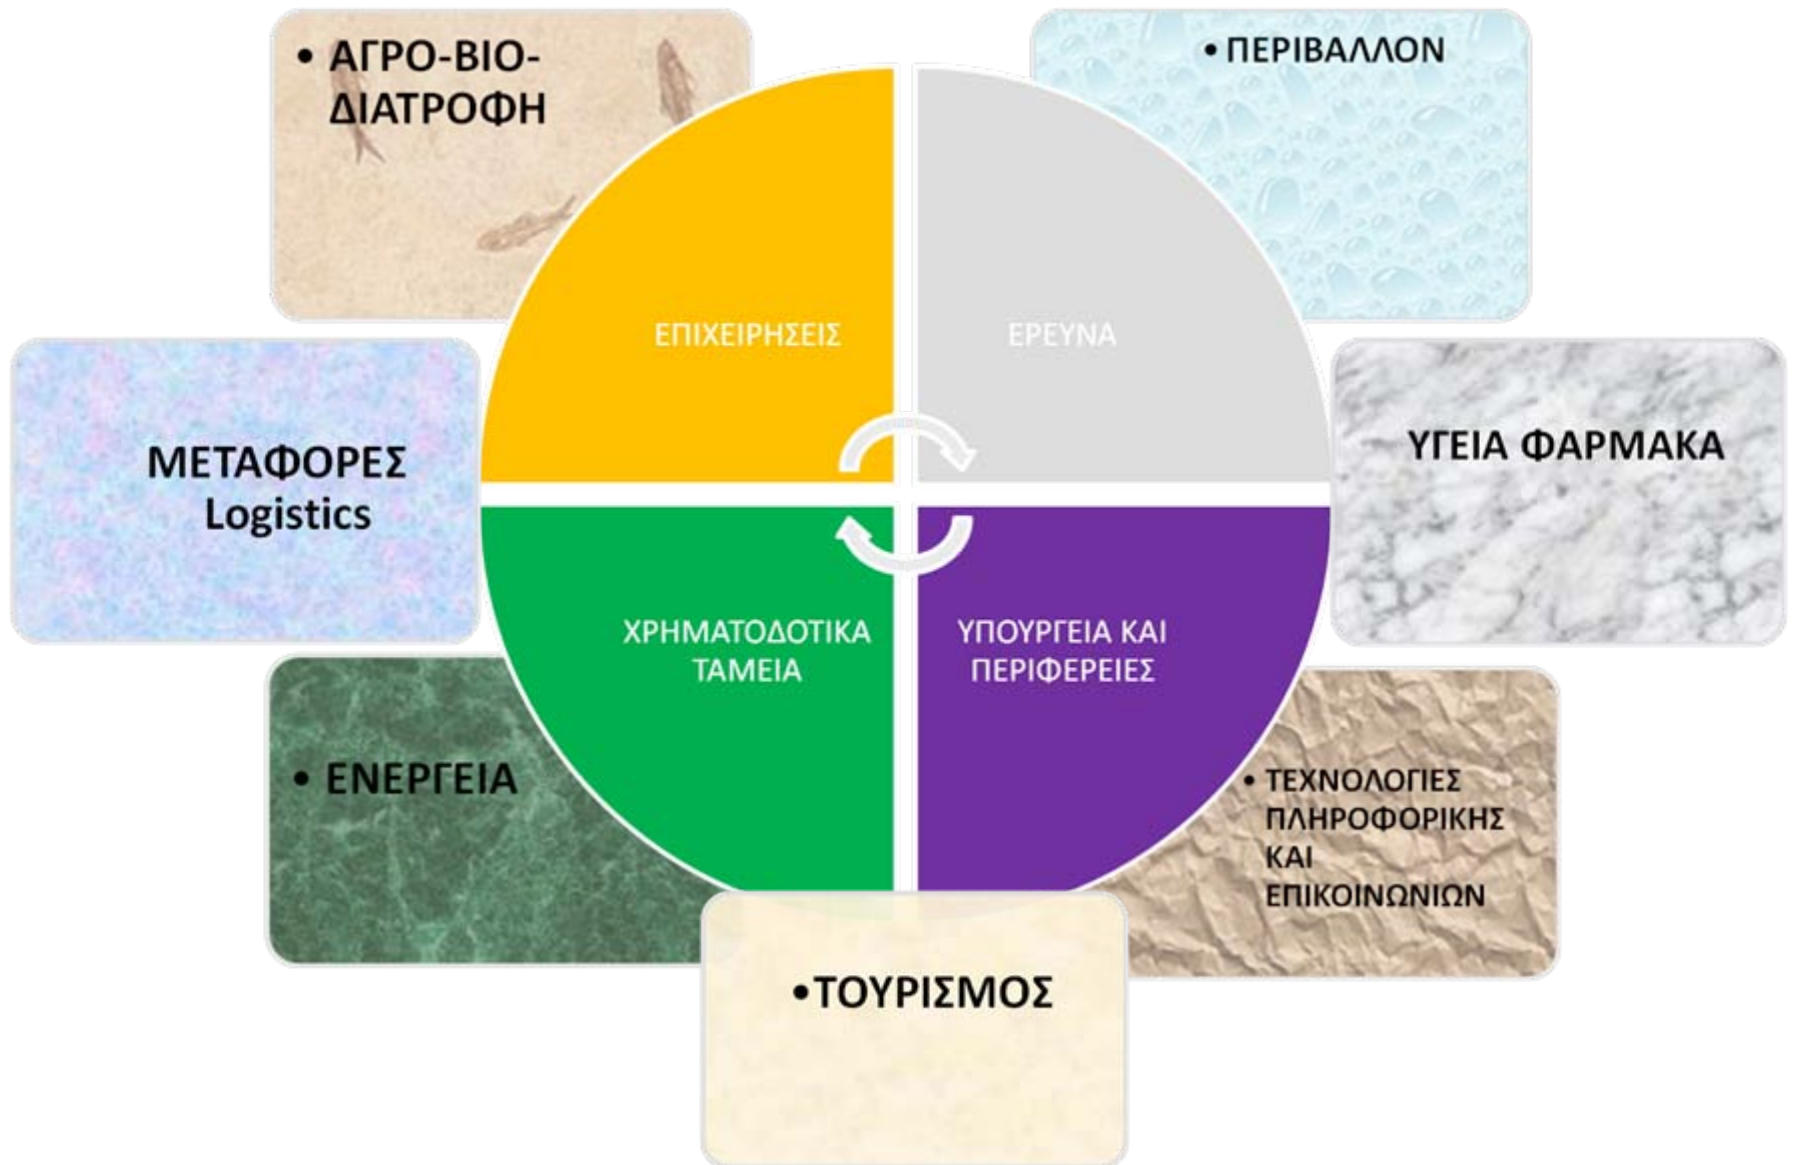 • ΑΓΡΟ-ΒΙΟ-
ΔΙΑΤΡΟΦΗ
• ΠΕΡΙΒΑΛΛΟΝ
ΕΠΙΧΕΙΡΗΣΕΙΣ
ΕΡΕΥΝΑ
ΜΕΤΑΦΟΡΕΣ
Logistics
ΥΓΕΙΑ ΦΑΡΜΑΚΑ
ΧΡΗΜΑΤΟΔΟΤΙΚΑ
ΤΑΜΕΙΑ
ΥΠΟΥΡΓΕΙΑ ΚΑΙ
ΠΕΡΙΦΕΡΕΙΕΣ
• ΕΝΕΡΓΕΙΑ
• ΤΕΧΝΟΛΟΓΙΕΣ
ΠΛΗΡΟΦΟΡΙΚΗΣ
ΚΑΙ
ΕΠΙΚΟΙΝΩΝΙΩΝ
•ΤΟΥΡΙΣΜΟΣ